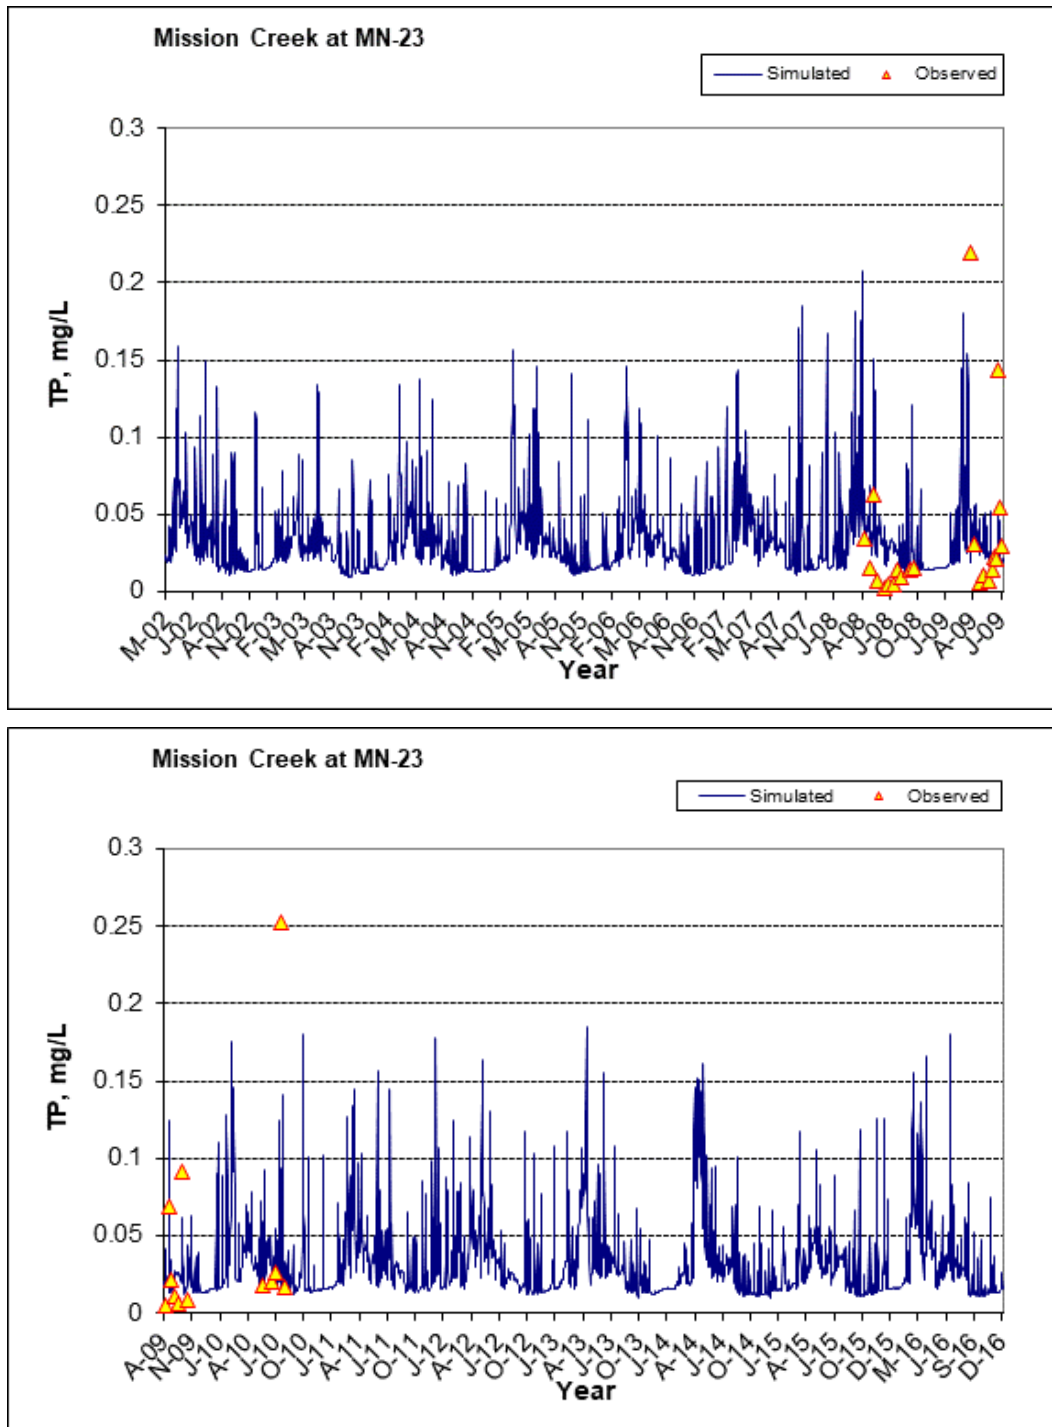 Mission Creek at MN-23
Simulated Observed
0.3
0.25
0.2
0.15
0.1
0.05
0
TP, mg/L
M-02 J-02 A-02 N-02 F-03 M-03 A-03 N-03 F-04 M-04 A-04 N-04 F-05 M-05 A-05 N-05 F-06 M-06 A-06 N-06 F-07 M-07 A-07 N-07 J-08 A-08 J-08 O-08 J-09 A-09 J-09
Year
Mission Creek at MN-23
Simulated Observed
0.3
0.25
0.2
0.15
0.1
0.05
0
TP, mg/L
A-09 N-09 J-10 A-10 J-10 O-10 J-11 A-11 J-11 O-11 J-12 A-12 J-12 O-12 J-13 A-13 J-13 O-13 J-14 A-14 J-14 O-14 J-15 A-15 J-15 O-15 D-15 M-16 J-16 S-16 D-16
Year